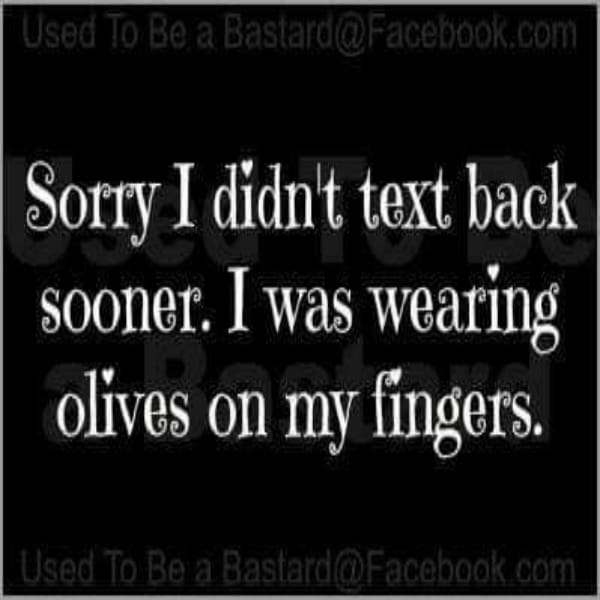 Used To Be a Bastard@Facebook.com
Used To Be
Sorry I didn't text back
sooner. I was wearing
a Bastard
olives on my fingers.
Used To Be a Bastard@Facebook.com